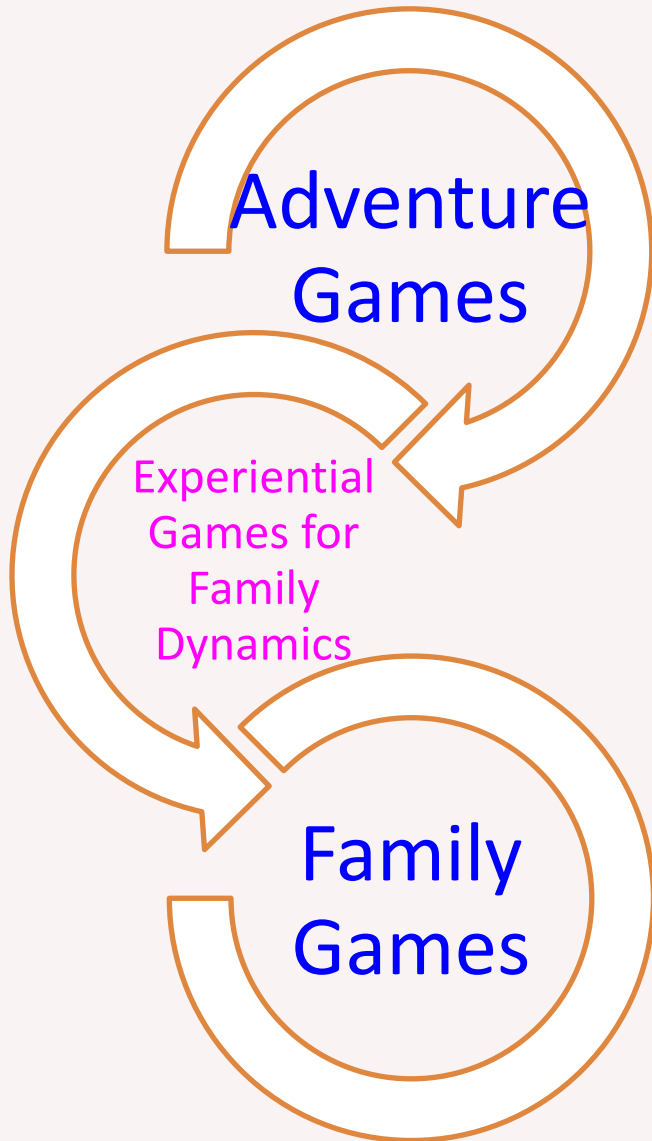 Adventure
Games
Experiential
Games for
Family
Dynamics
Family
Games